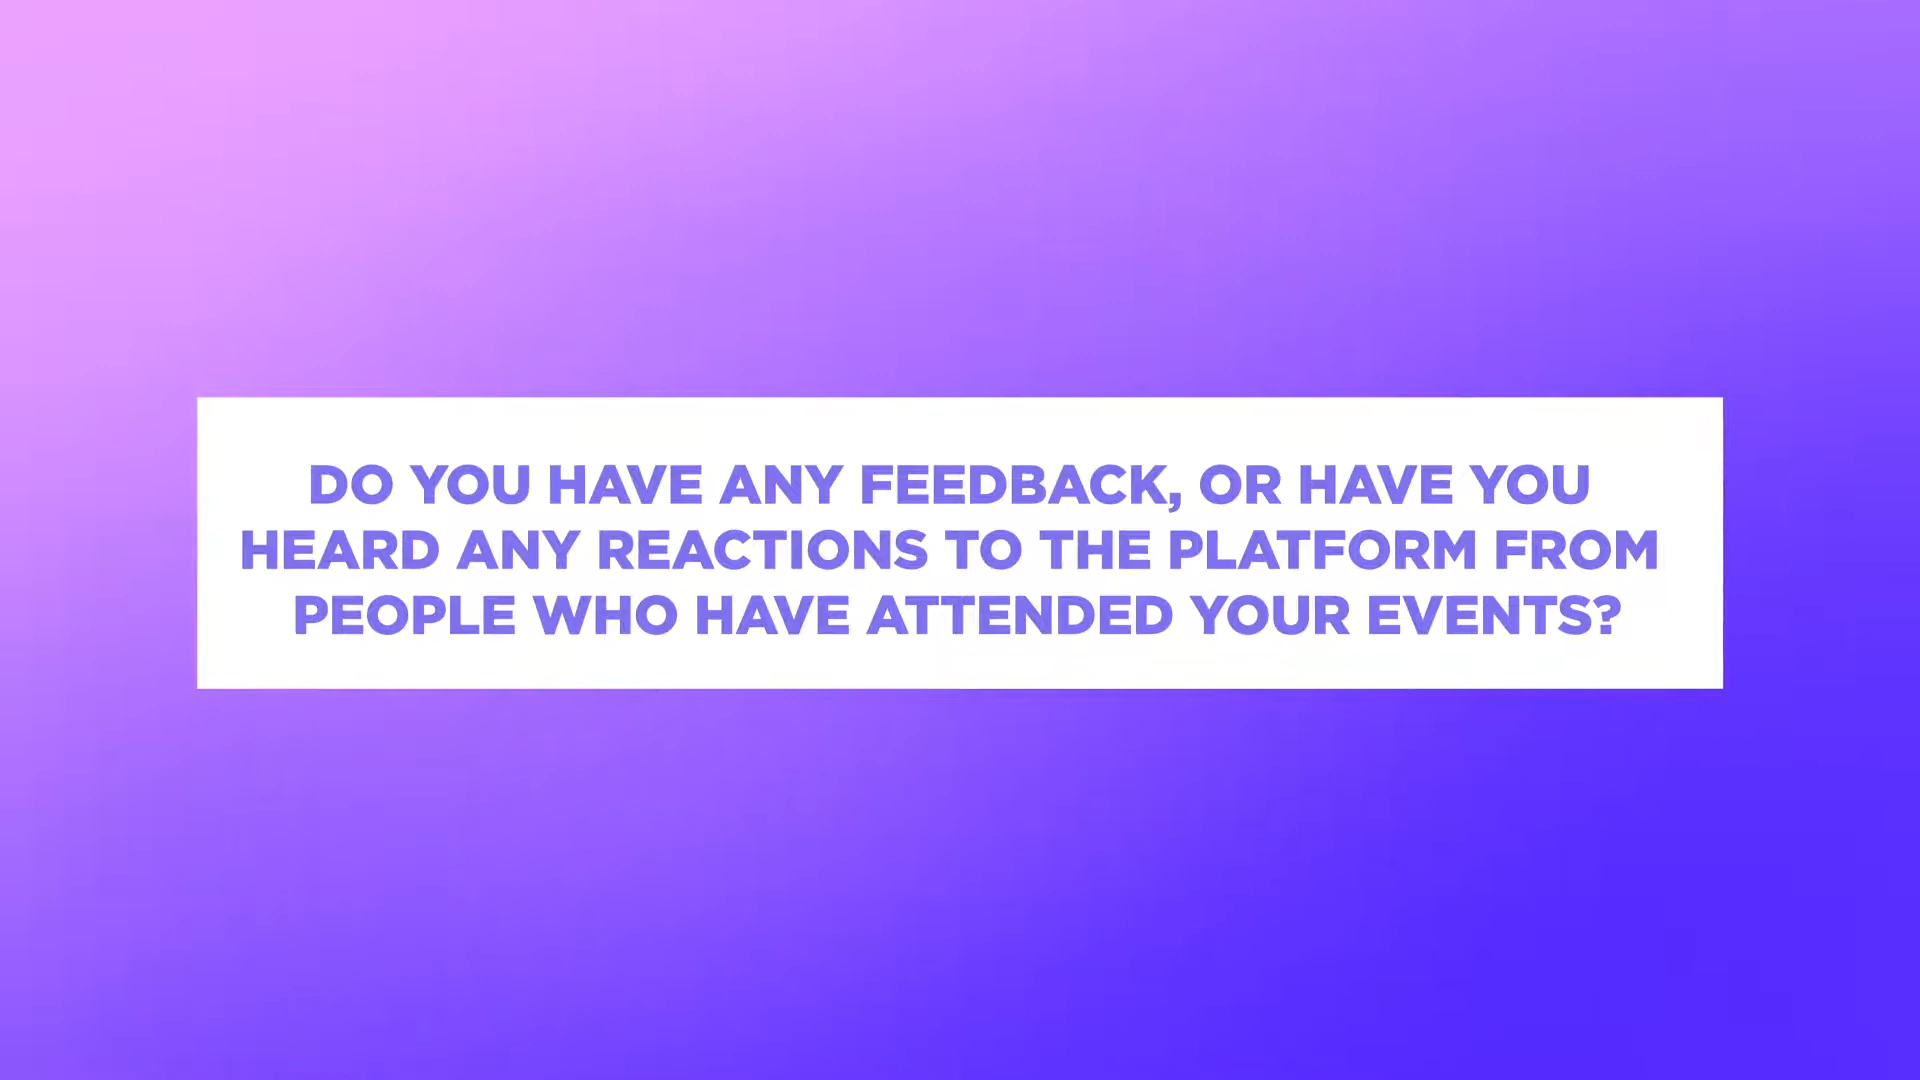 DO YOU HAVE ANY FEEDBACK, OR HAVE YOU
HEARD ANY REACTIONS TO THE PLATFORM FROM
PEOPLE WHO HAVE ATTENDED YOUR EVENTS?